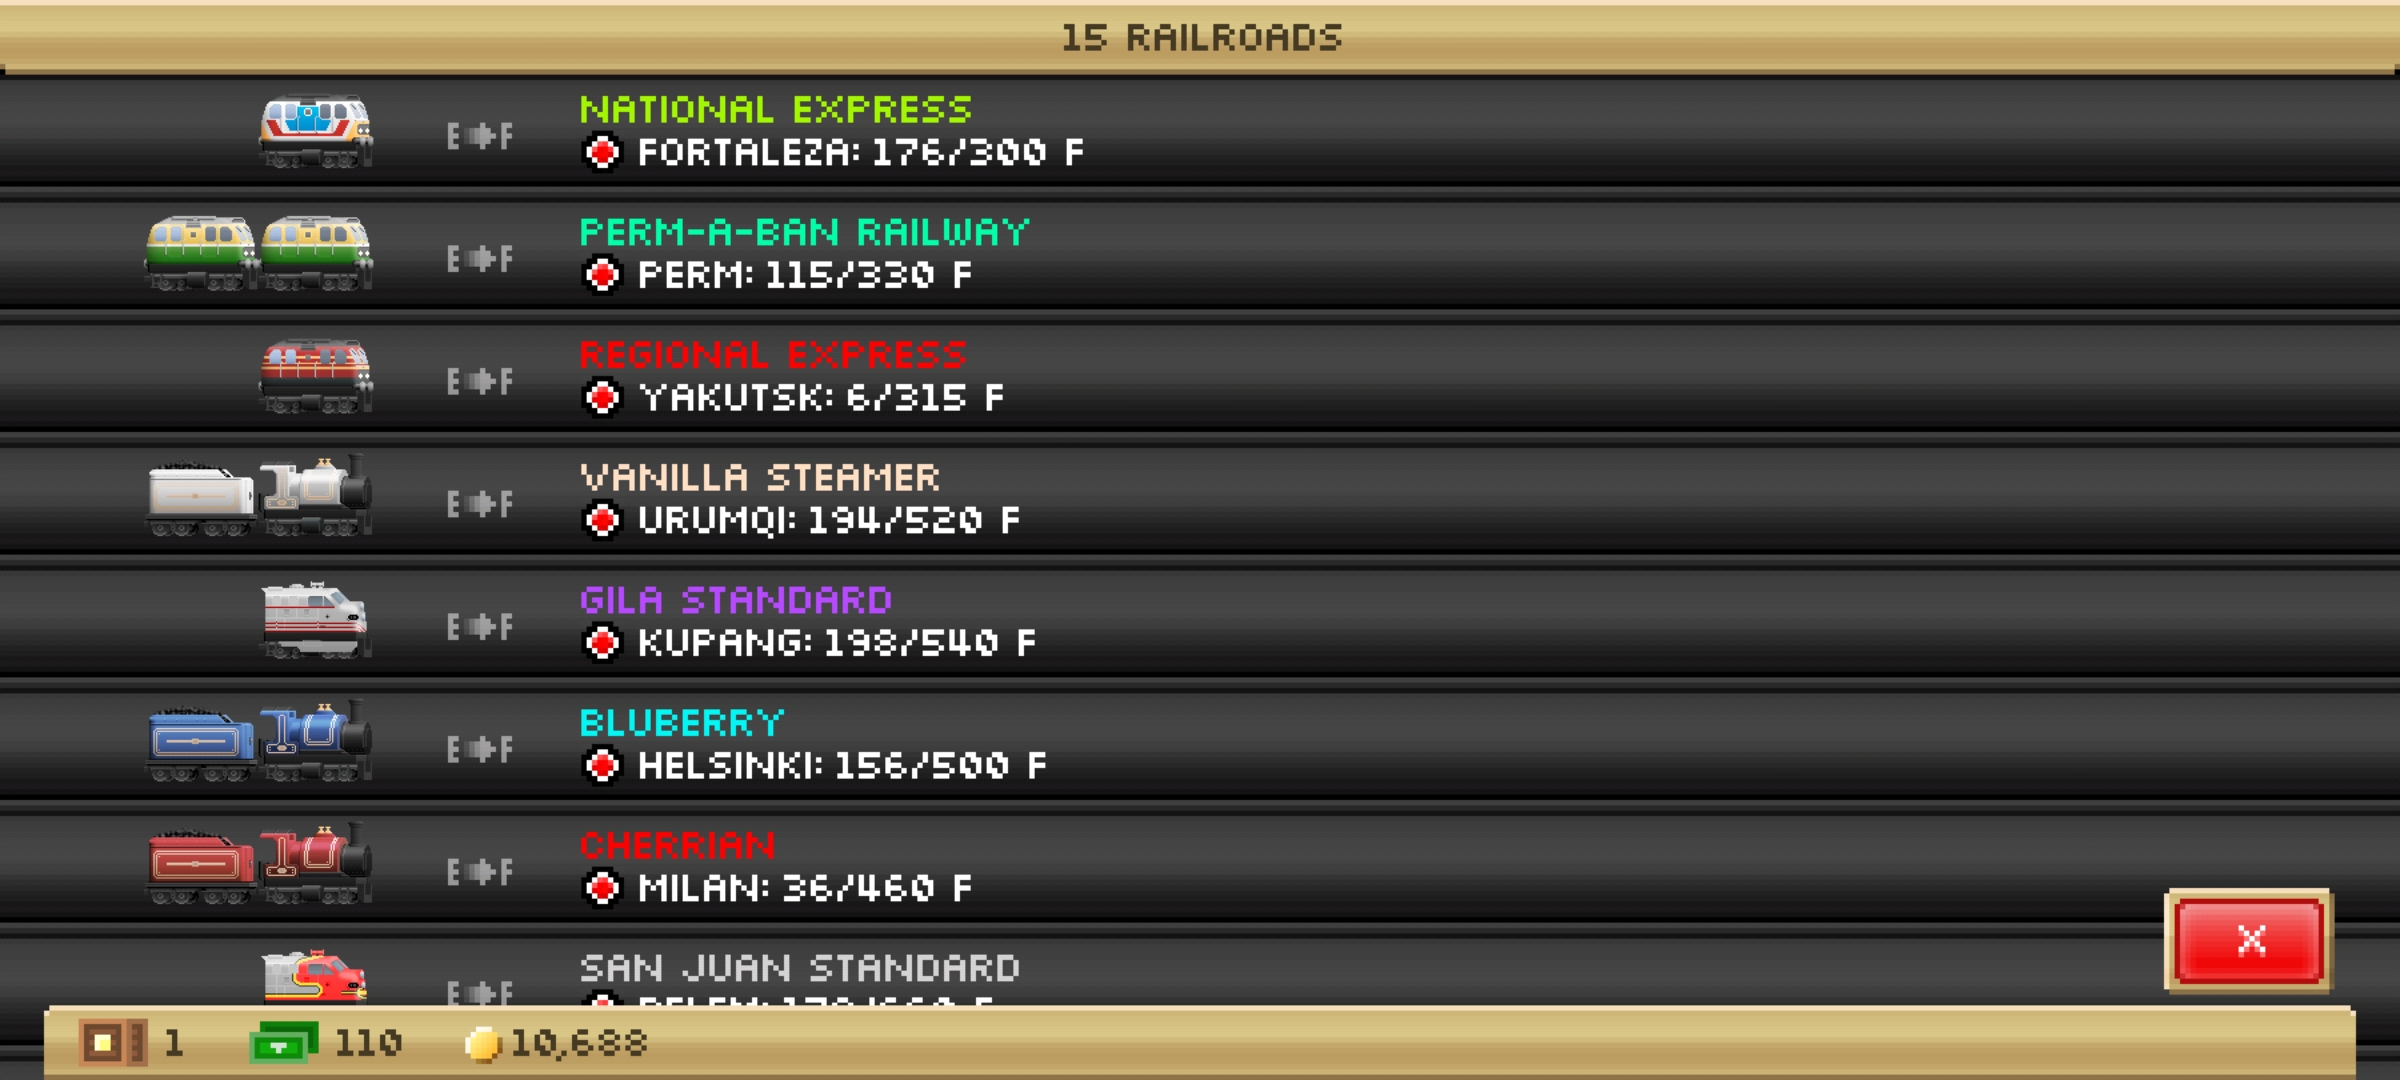 15 RAILROADS
E F
NATIONAL EXPRESS
FORTALEZA: 176/300 F
E F
PERM-A-BAN RAILWAY
PERM: 115/330 F
E F
REGIONAL EXPRESS
YAKUTSK: 6/315 F
E F
VANILLA STEAMER
URUMQI: 194/520 F
E F
GILA STANDARD
KUPANG: 198/540 F
E F
BLUBERRY
HELSINKI: 156/500 F
E F
CHERRIAN
MILAN: 36/460 F
E F
SAN JUAN STANDARD
X
1 110 10,688